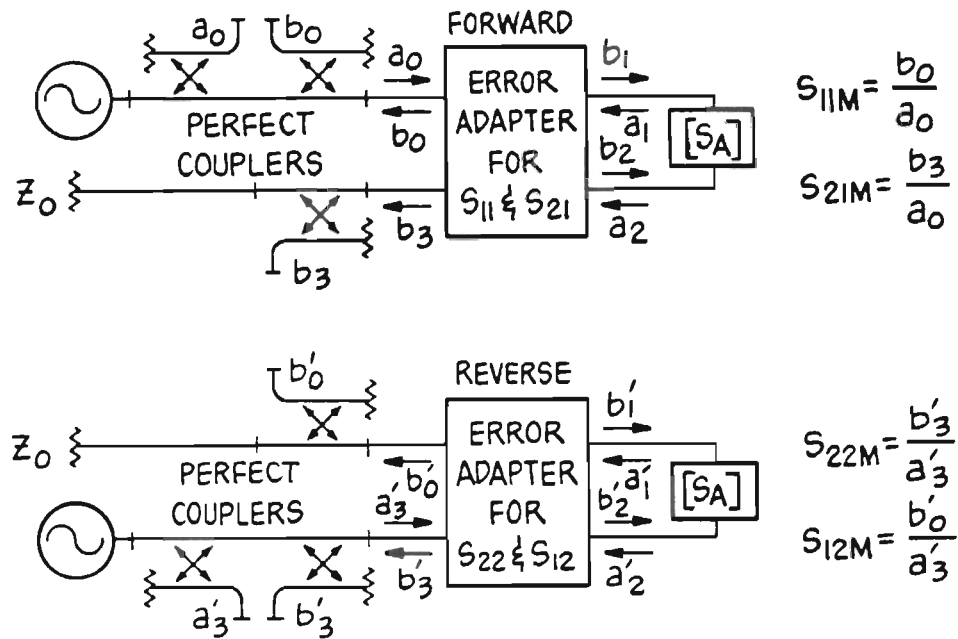 FORWARD
a₀ b₀
a₀
b₀
PERFECT
COUPLERS
ERROR
ADAPTER
FOR
S₁₁ & S₂₁
b₁
a₁
b₂
a₂
[S_A]
Z₀
b₃
b₃
S₁₁M = b₀/a₀
S₂₁M = b₃/a₀
REVERSE
b'₀
Z₀
PERFECT
COUPLERS
b'₀
a'₃
b'₃
a'₃ b'₃
ERROR
ADAPTER
FOR
S₂₂ & S₁₂
b'₁
a'₁
b'₂
a'₂
[S_A]
S₂₂M = b'₃/a'₃
S₁₂M = b'₀/a'₃